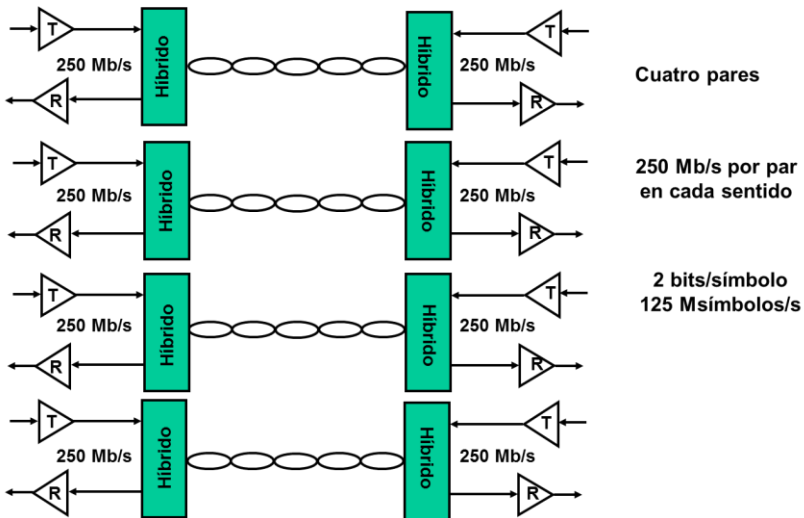 T
T
250 Mb/s
Híbrido
Híbrido
250 Mb/s
R
R
Cuatro pares
T
T
250 Mb/s
Híbrido
Híbrido
250 Mb/s
R
R
250 Mb/s por par
en cada sentido
T
T
250 Mb/s
Híbrido
Híbrido
250 Mb/s
R
R
2 bits/símbolo
125 Msímbolos/s
T
T
250 Mb/s
Híbrido
Híbrido
250 Mb/s
R
R